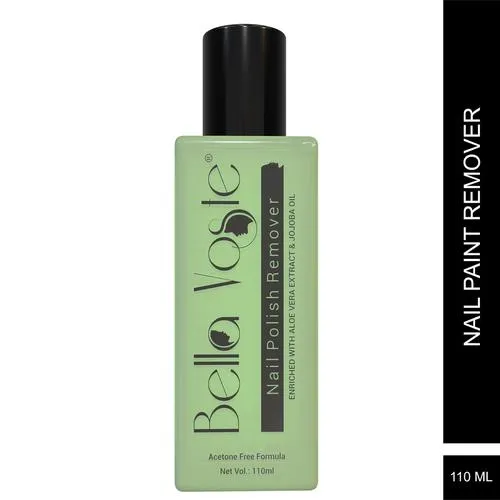 Bella Voste®
Nail Polish Remover
ENRICHED WITH ALOE VERA EXTRACT & JOJOBA OIL
Acetone Free Formula
Net Vol.: 110ml
NAIL PAINT REMOVER
110 ML